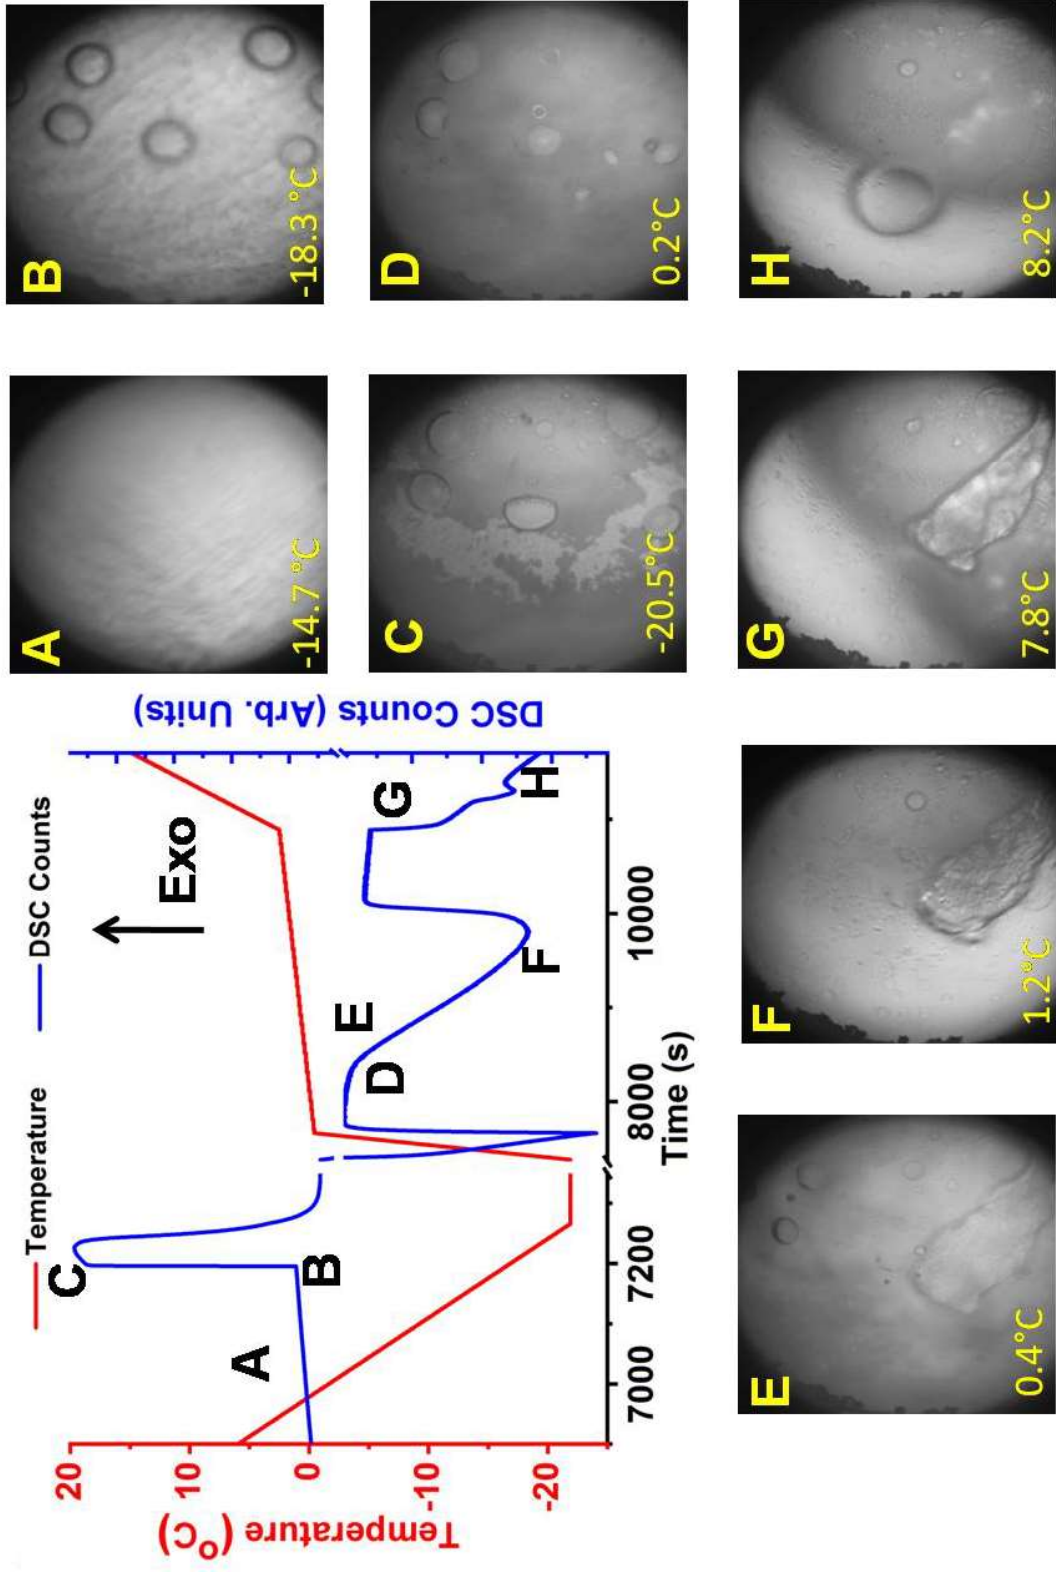 Temperature
DSC Counts
Exo
Temperature (°C)
20
10
0
-10
-20
DSC Counts (Arb. Units)
A
B
C
D
E
F
G
H
7000
7200
8000
10000
Time (s)
A
-14.7 °C
B
-18.3 °C
C
-20.5°C
D
0.2°C
E
0.4°C
F
1.2°C
G
7.8°C
H
8.2°C